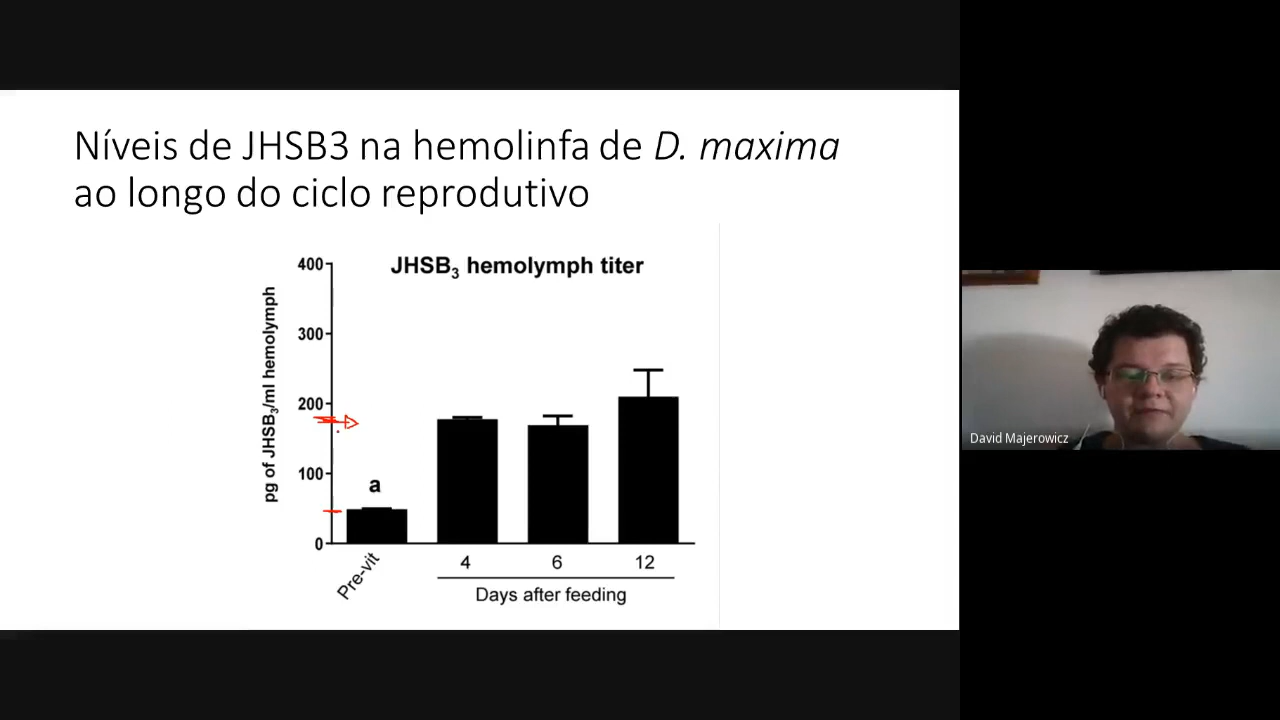 Níveis de JHSB3 na hemolinfa de D. maxima
ao longo do ciclo reprodutivo
JHSB₃ hemolymph titer
pg of JHSB₃/ml hemolymph
400
300
200
100
0
a
Pre-vit
4
6
12
Days after feeding
David Majerowicz